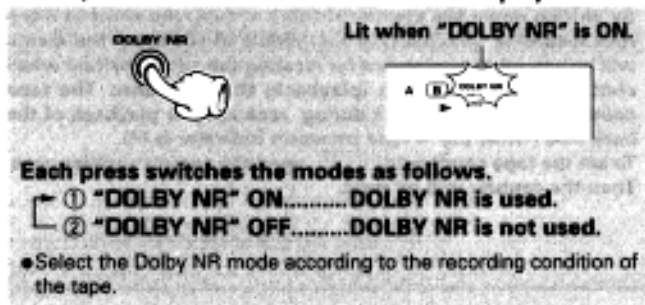 Lit when "DOLBY NR" is ON.
DOLBY NR
A B DOLBY NR
Each press switches the modes as follows.
① "DOLBY NR" ON..........DOLBY NR is used.
② "DOLBY NR" OFF.........DOLBY NR is not used.
●Select the Dolby NR mode according to the recording condition of
the tape.